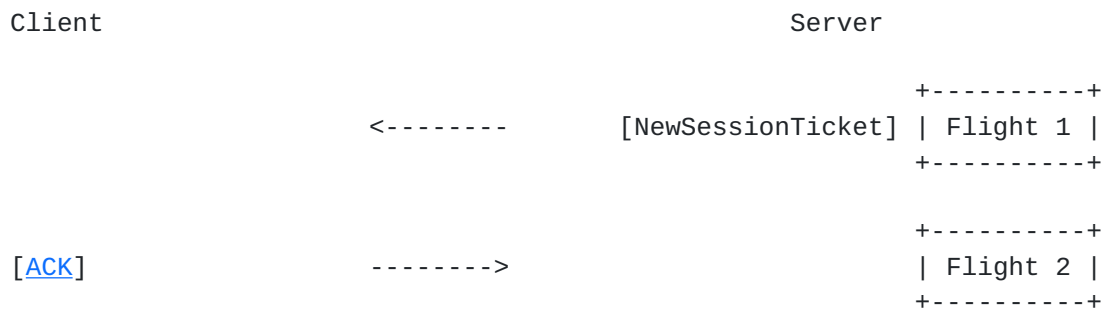 Client                                            Server

                                                          +----------+
                       <--------       [NewSessionTicket] | Flight 1 |
                                                          +----------+

                                                          +----------+
[ACK]                  -------->                          | Flight 2 |
                                                          +----------+